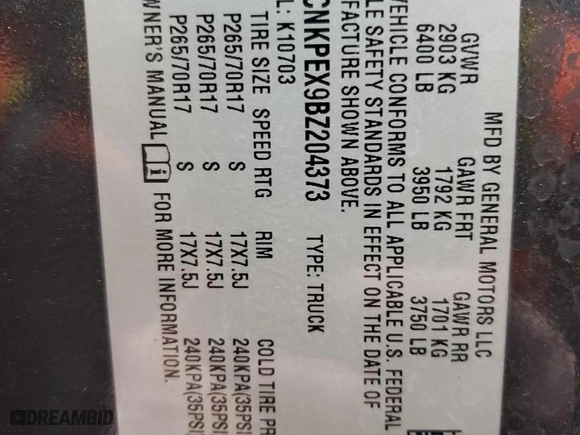 MFD BY GENERAL MOTORS LLC
GVWR GAWR FRT GAWR RR
2903 KG 1792 KG 1701 KG
6400 LB 3950 LB 3750 LB
VEHICLE CONFORMS TO ALL APPLICABLE U.S. FEDERAL
LE SAFETY STANDARDS IN EFFECT ON THE DATE OF
FACTURE SHOWN ABOVE.
CNKPEX9BZ204373 TYPE: TRUCK
L: K10703
TIRE SIZE SPEED RTG RIM COLD TIRE PR
P265/70R17 S 17X7.5J 240KPA(35PSI
P265/70R17 S 17X7.5J 240KPA(35PSI
P265/70R17 S 17X7.5J 240KPA(35PSI
WNER'S MANUAL FOR MORE INFORMATION.
DREAMBID